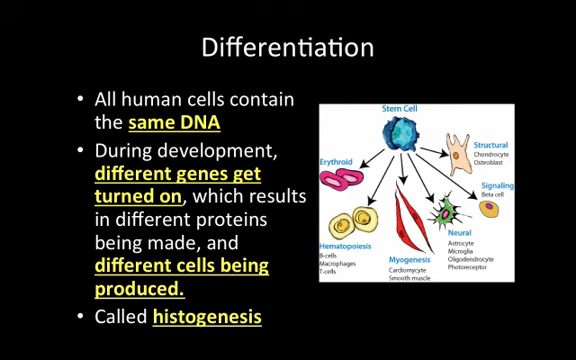 Differentiation
• All human cells contain
the same DNA
• During development,
different genes get
turned on, which results
in different proteins
being made, and
different cells being
produced.
• Called histogenesis
Stem Cell
Erythroid
Structural
Chondrocyte
Osteoblast
Signaling
Beta cell
Hematopoiesis
B-cells
Macrophages
T-cells
Myogenesis
Cardiomycyte
Smooth muscle
Neural
Astrocyte
Microglia
Oligodendrocyte
Photoreceptor